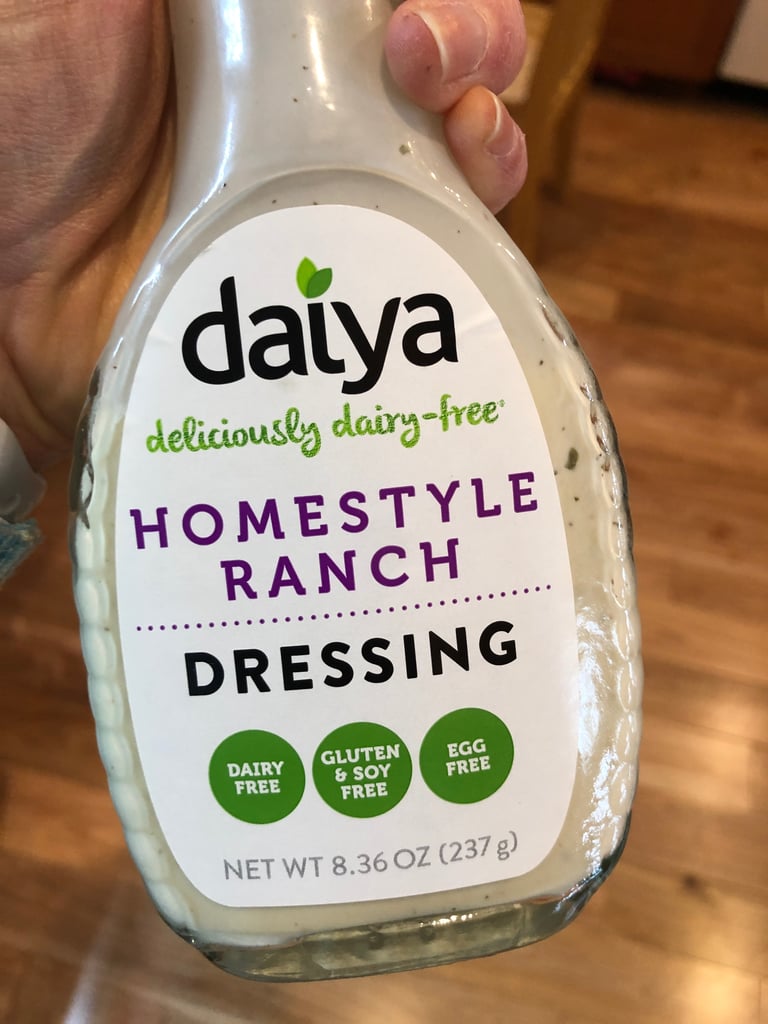 daiya
deliciously dairy-free
HOMESTYLE
RANCH
DRESSING
DAIRY
FREE
GLUTEN
& SOY
FREE
EGG
FREE
NET WT 8.36 OZ (237 g)